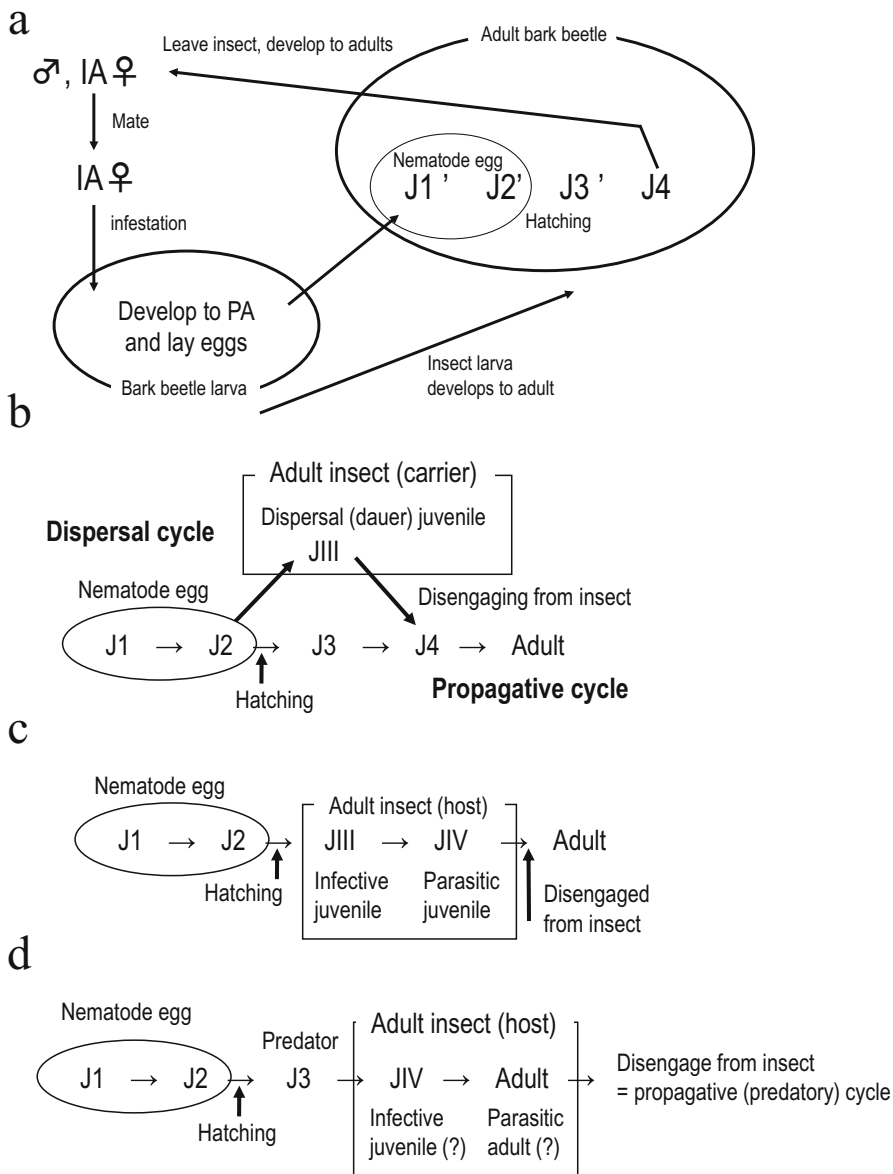 a
Leave insect, develop to adults
Adult bark beetle
♂, IA♀
Mate
IA♀
infestation
Nematode egg
J1 ’ J2’ J3 ’ J4
Hatching
Develop to PA
and lay eggs
Bark beetle larva
Insect larva
develops to adult
b
Adult insect (carrier)
Dispersal (dauer) juvenile
JIII
Dispersal cycle
Nematode egg
Disengaging from insect
J1 → J2 → J3 → J4 → Adult
Hatching
Propagative cycle
c
Nematode egg
Adult insect (host)
J1 → J2 → JIII → JIV → Adult
Hatching
Infective
juvenile
Parasitic
juvenile
Disengaged
from insect
d
Nematode egg
Predator
Adult insect (host)
J1 → J2 → J3 → JIV → Adult →
Disengage from insect
= propagative (predatory) cycle
Hatching
Infective
juvenile (?)
Parasitic
adult (?)